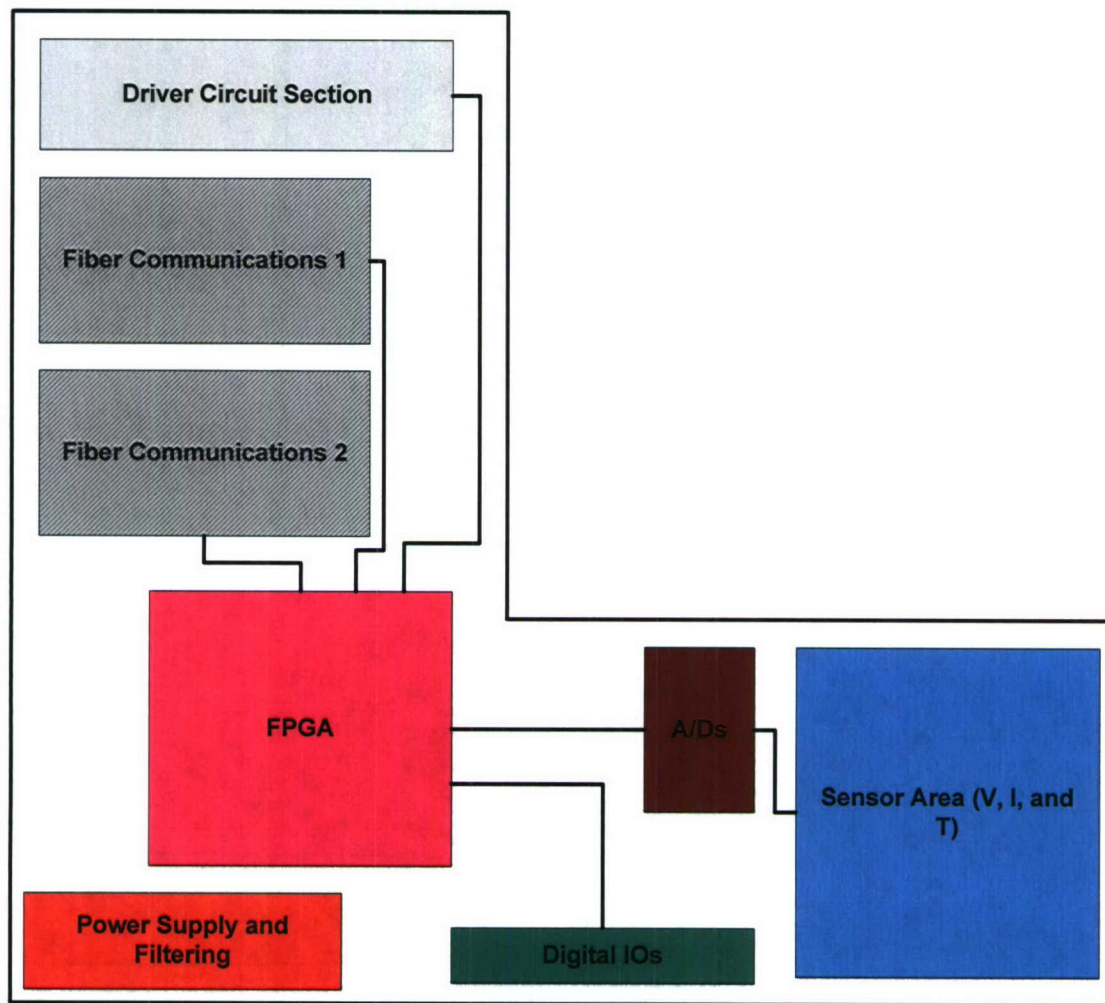 Driver Circuit Section
Fiber Communications 1
Fiber Communications 2
FPGA
A/Ds
Sensor Area (V, I, and
T)
Power Supply and
Filtering
Digital IOs